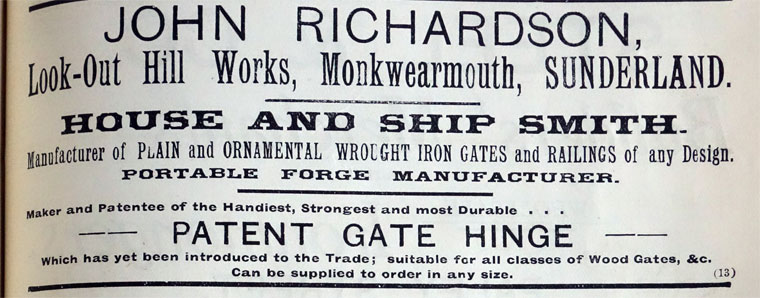 JOHN RICHARDSON,
Look-Out Hill Works, Monkwearmouth, SUNDERLAND.
HOUSE AND SHIP SMITH.
Manufacturer of PLAIN and ORNAMENTAL WROUGHT IRON GATES and RAILINGS of any Design.
PORTABLE FORGE MANUFACTURER.
Maker and Patentee of the Handiest, Strongest and most Durable . . .
—— PATENT GATE HINGE ——
Which has yet been introduced to the Trade; suitable for all classes of Wood Gates, &c.
Can be supplied to order in any size.
(13)